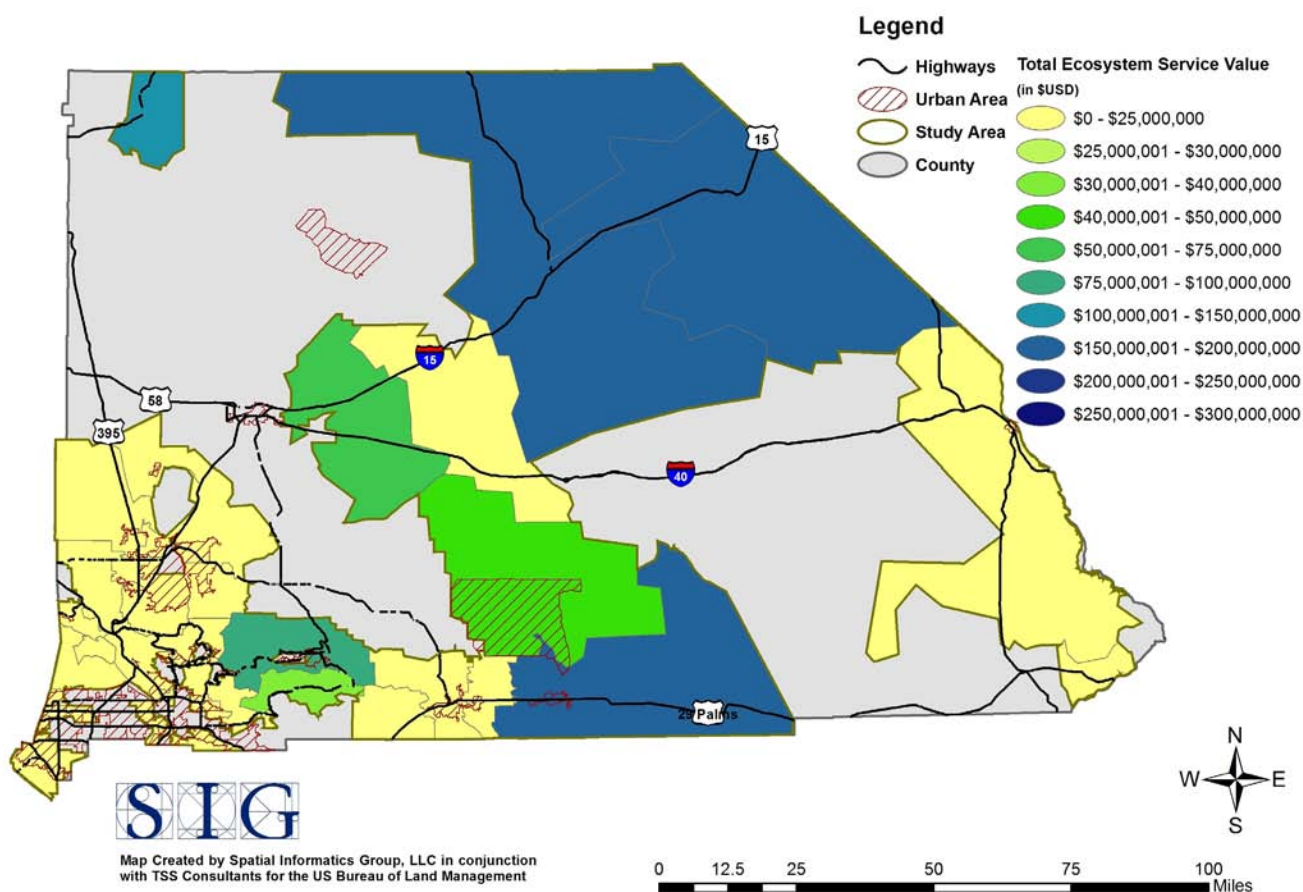 Legend
Highways
Urban Area
Study Area
County
Total Ecosystem Service Value
(in $USD)
$0 - $25,000,000
$25,000,001 - $30,000,000
$30,000,001 - $40,000,000
$40,000,001 - $50,000,000
$50,000,001 - $75,000,000
$75,000,001 - $100,000,000
$100,000,001 - $150,000,000
$150,000,001 - $200,000,000
$200,000,001 - $250,000,000
$250,000,001 - $300,000,000
15
15
58
395
40
29 Palms
N
W E
S
SIG
Map Created by Spatial Informatics Group, LLC in conjunction
with TSS Consultants for the US Bureau of Land Management
0 12.5 25 50 75 100
Miles